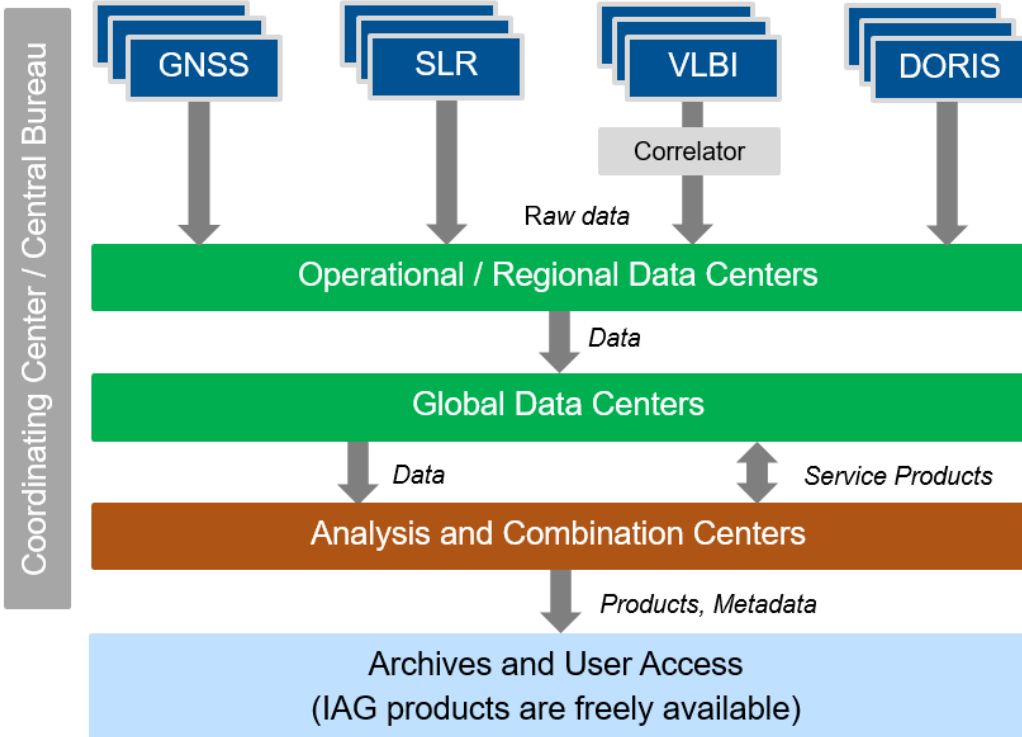 Coordinating Center / Central Bureau
GNSS
SLR
VLBI
DORIS
Correlator
Raw data
Operational / Regional Data Centers
Data
Global Data Centers
Data
Service Products
Analysis and Combination Centers
Products, Metadata
Archives and User Access
(IAG products are freely available)